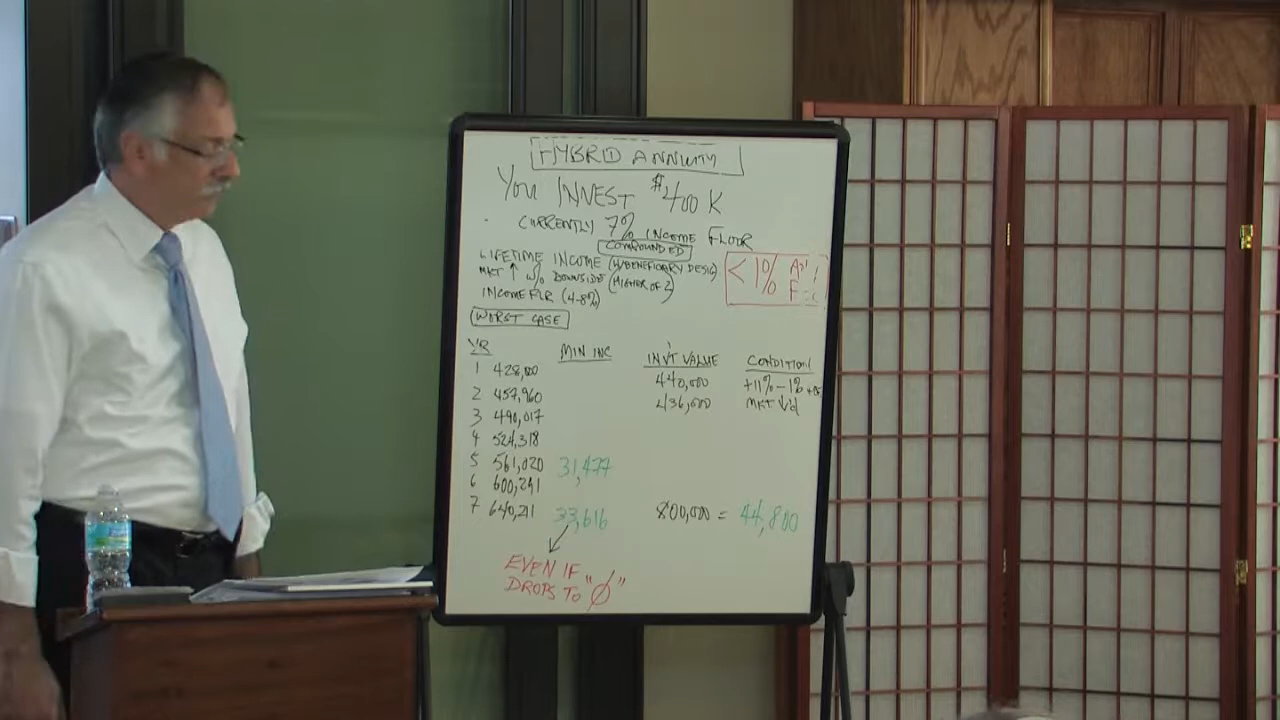 HYBRID ANNUITY
YOU INVEST $400 K
CURRENTLY 7% INCOME FLOOR
COMPOUNDED
LIFETIME INCOME (W/BENEFICIARY DESIG)
MKT ↑ W/O DOWNSIDE (HIGHER OF 2)
INCOME FLR (4-8%)
< 1%
WORST CASE
YR MIN INC INV'T VALUE CONDITION
1 428,000 440,000 +11% - 1%
2 457,960 436,000 MKT ↓'d
3 490,017
4 524,318
5 561,020 31,477
6 600,291
7 640,211 33,616 800,000 = 44,800
EVEN IF
DROPS TO "Ø"